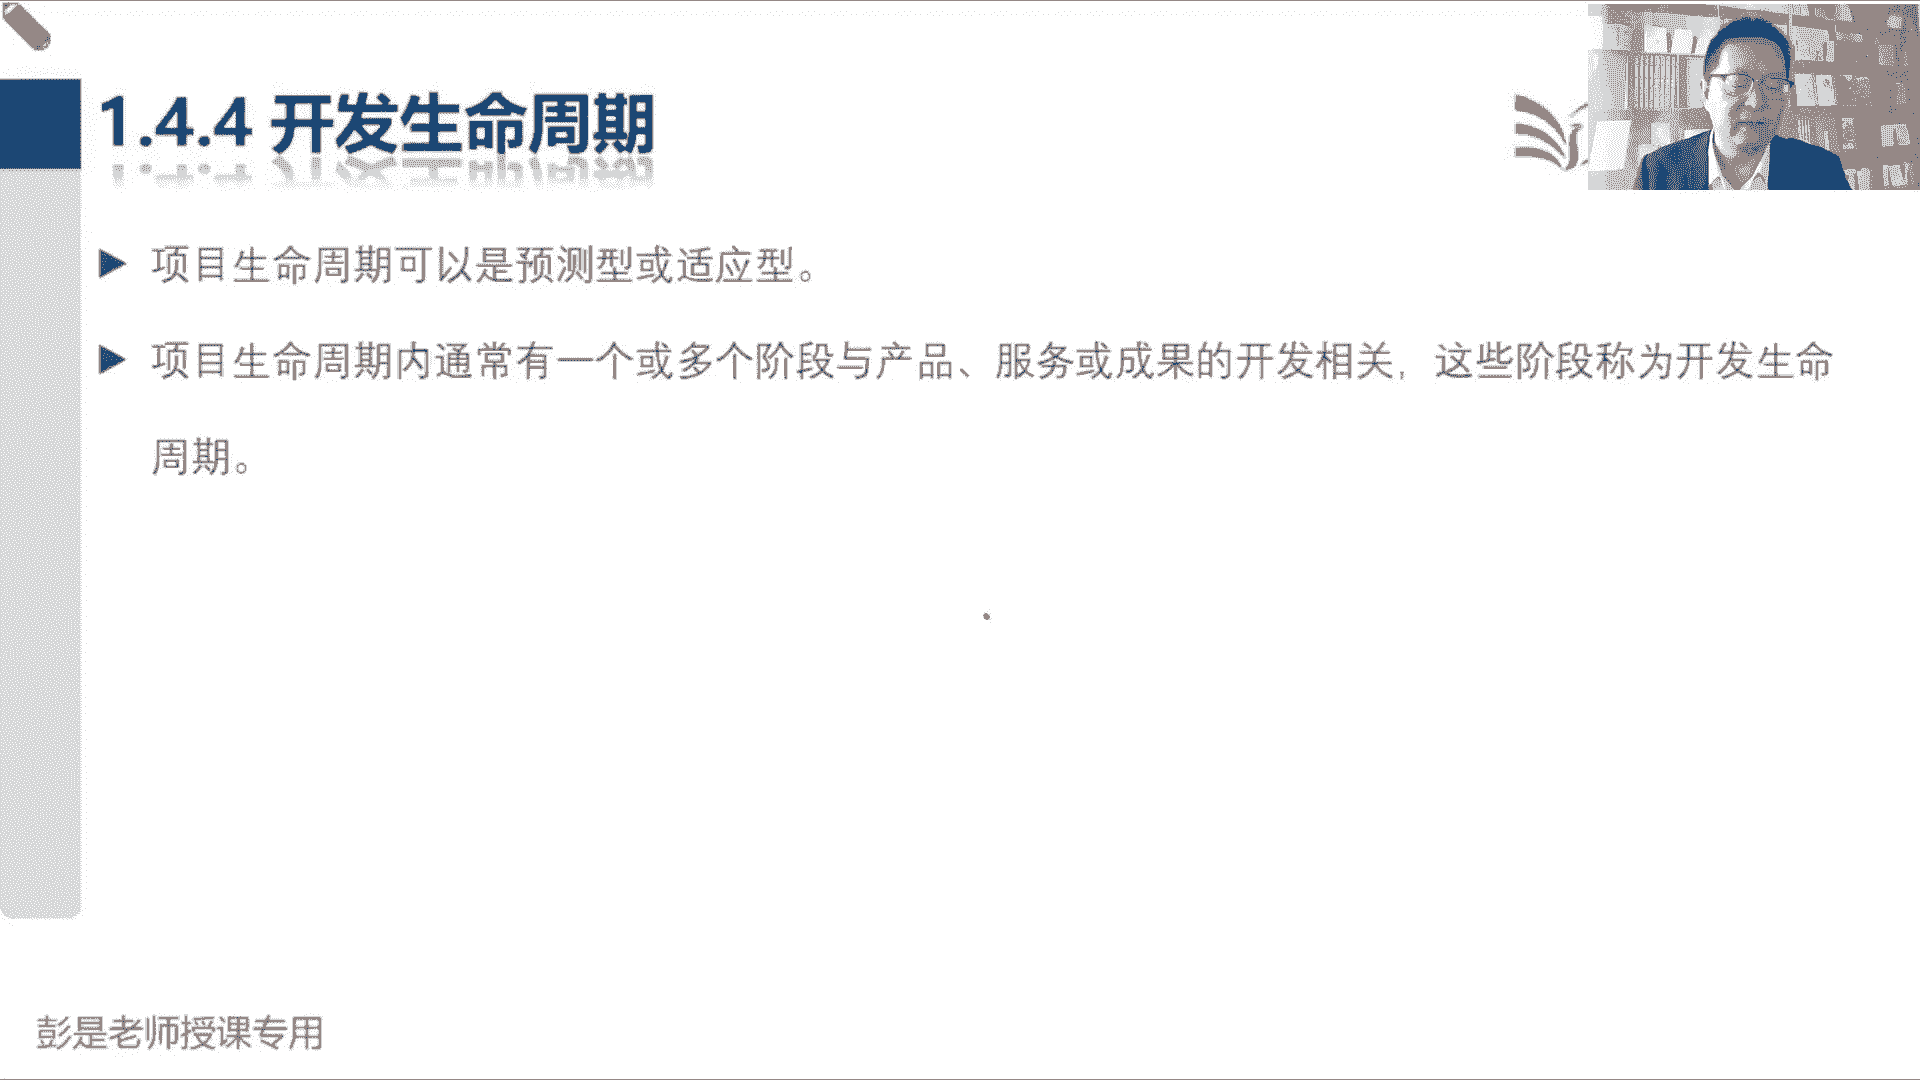 1.4.4 开发生命周期
项目生命周期可以是预测型或适应型。
项目生命周期内通常有一个或多个阶段与产品、服务或成果的开发相关，这些阶段称为开发生命
周期。
彭是老师授课专用